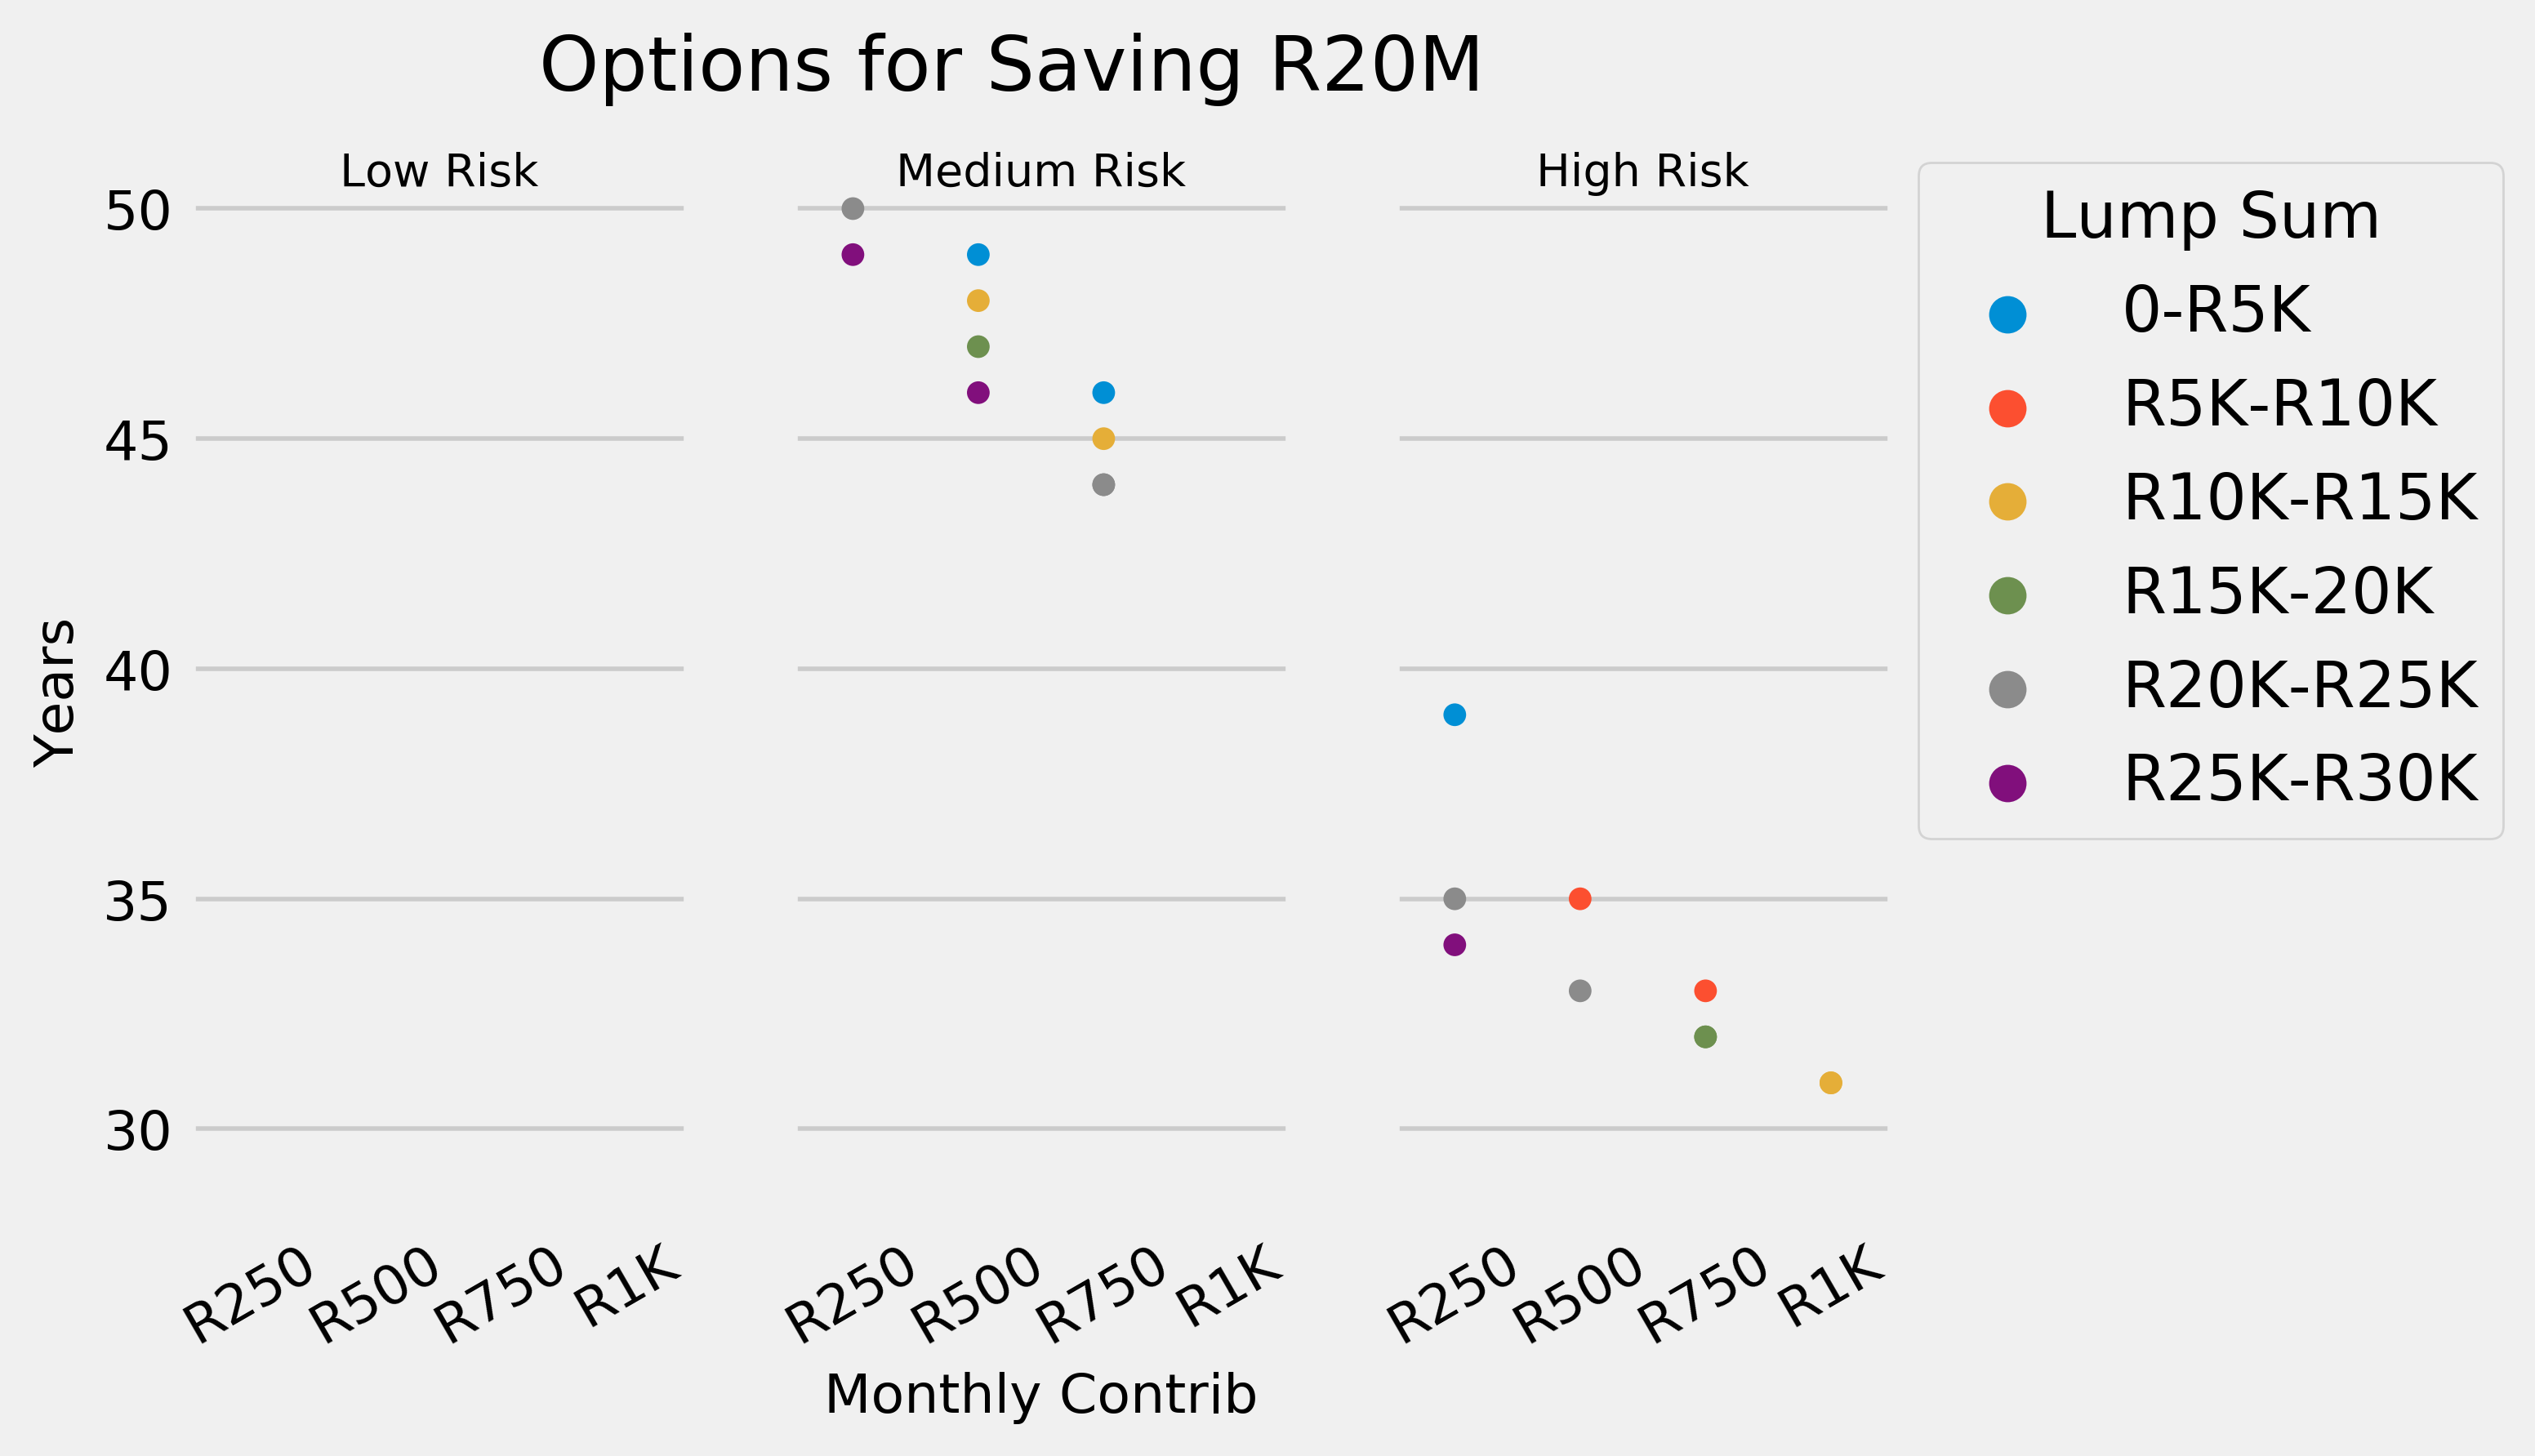 Options for Saving R20M
Low Risk
Medium Risk
High Risk
Years
50
45
40
35
30
R250
R500
R750
R1K
R250
R500
R750
R1K
R250
R500
R750
R1K
Monthly Contrib
Lump Sum
0-R5K
R5K-R10K
R10K-R15K
R15K-20K
R20K-R25K
R25K-R30K